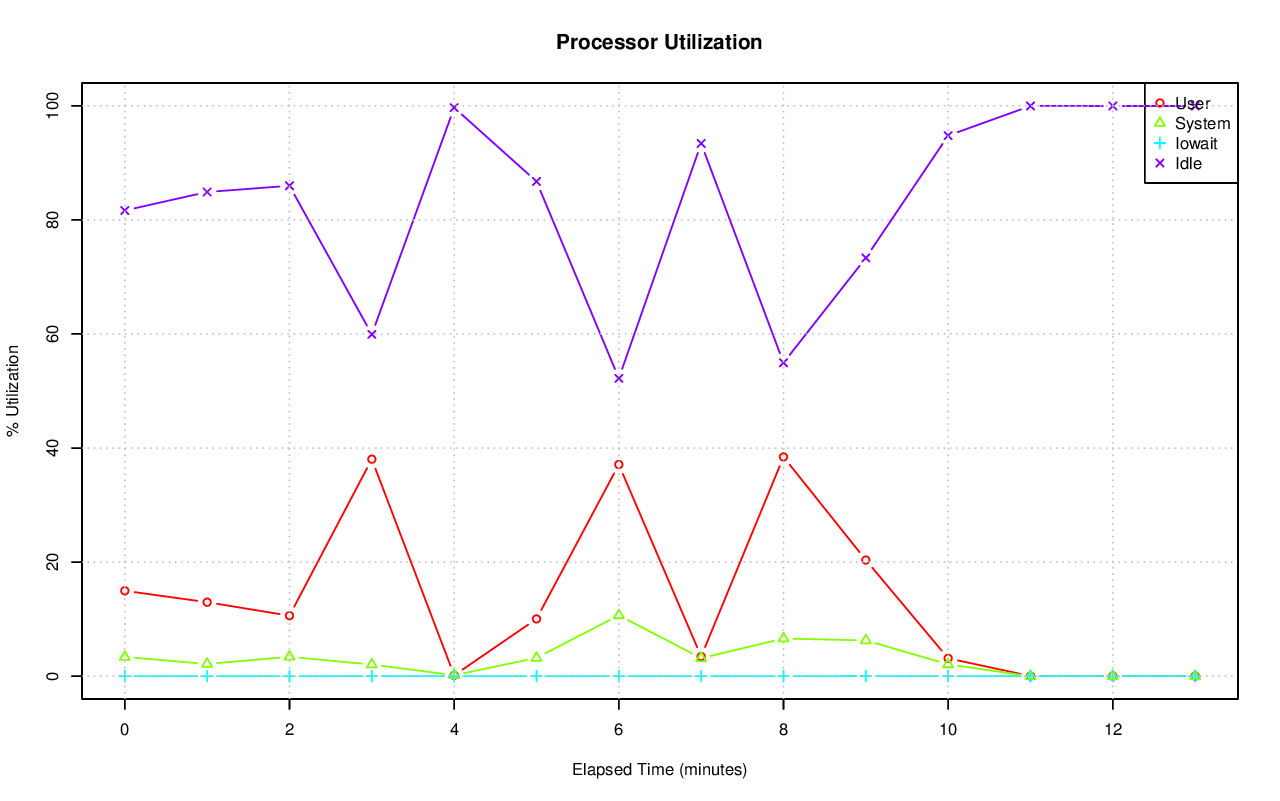 Processor Utilization
% Utilization
100
80
60
40
20
0
User
System
Iowait
Idle
0 2 4 6 8 10 12
Elapsed Time (minutes)